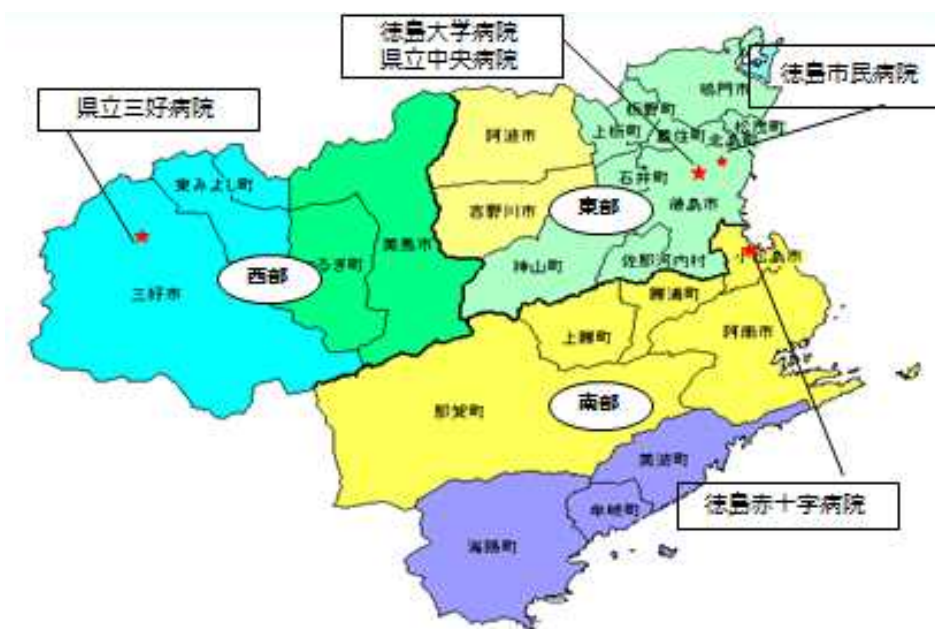 徳島大学病院
県立中央病院
徳島市民病院
県立三好病院
鳴門市
板野町
松茂町
上板町
藍住町
阿波市
石井町
東みよし町
徳島市
吉野川市
東部
美馬市
るぎ町
神山町
佐那河内村
小松島市
西部
三好市
勝浦町
上勝町
阿南市
那賀町
南部
美波町
徳島赤十字病院
牟岐町
海陽町